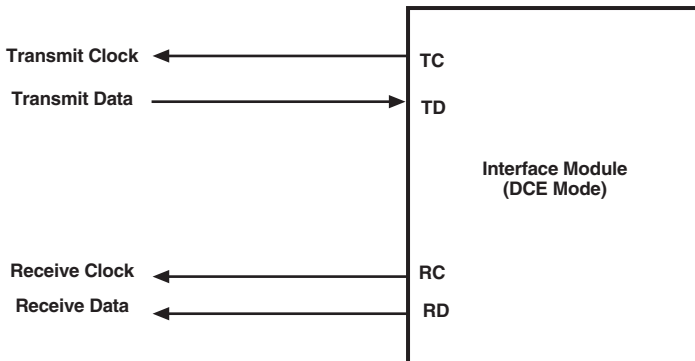 Transmit Clock
TC
Transmit Data
TD
Interface Module
(DCE Mode)
Receive Clock
RC
Receive Data
RD